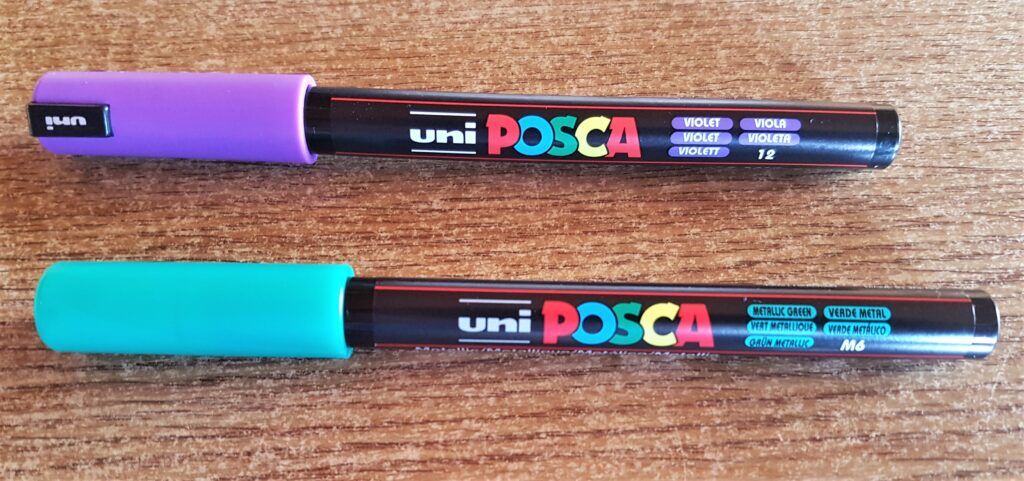 uni
uni POSCA
VIOLET VIOLA
VIOLET VIOLETA
VIOLETT 12
uni POSCA
METALLIC GREEN VERDE METAL
VERT METALLIQUE VERDE METÁLICO
GRÜN METALLIC M6